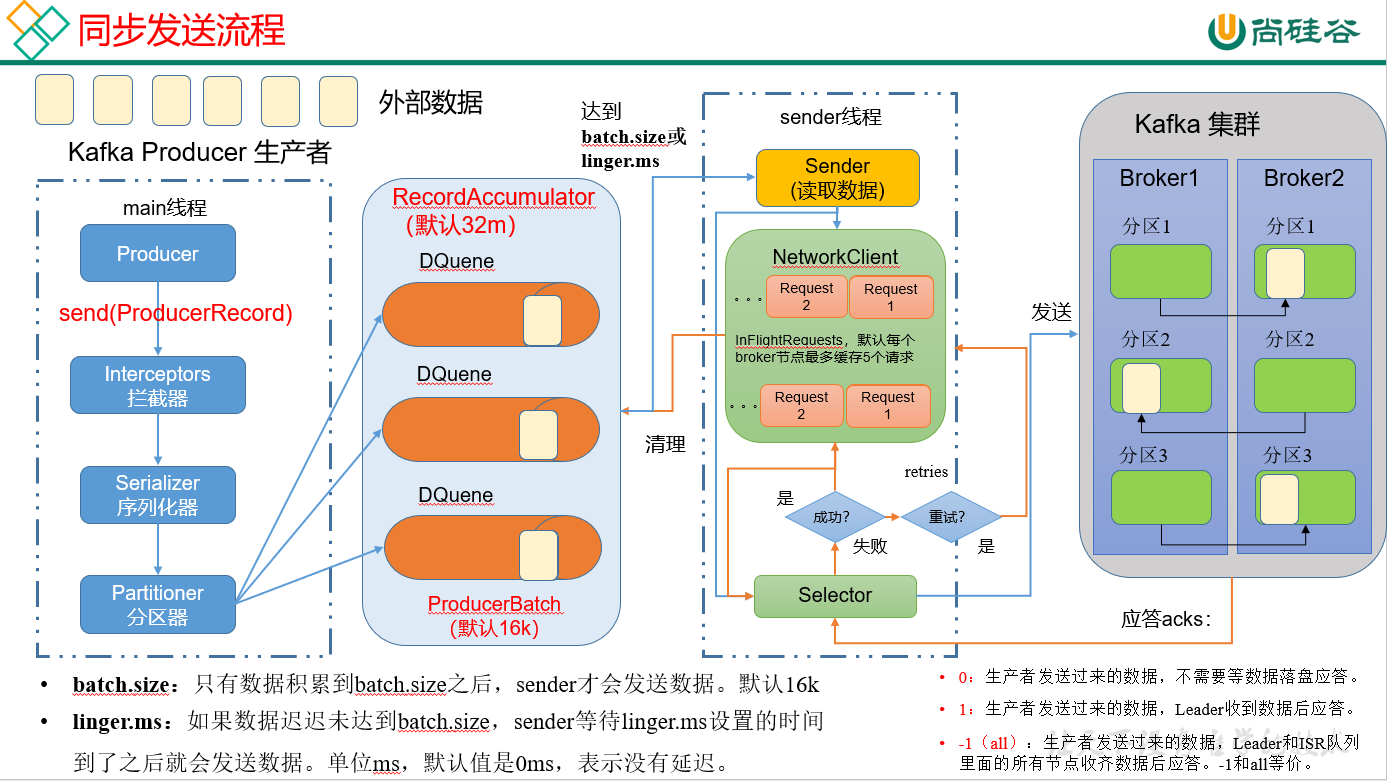 同步发送流程
尚硅谷
外部数据
Kafka Producer 生产者
main线程
Producer
send(ProducerRecord)
Interceptors
拦截器
Serializer
序列化器
Partitioner
分区器
RecordAccumulator
(默认32m)
DQuene
DQuene
DQuene
ProducerBatch
(默认16k)
达到
batch.size或
linger.ms
清理
sender线程
Sender
(读取数据)
NetworkClient
。。。
Request
2
Request
1
InFlightRequests，默认每个
broker节点最多缓存5个请求
。。。
Request
2
Request
1
retries
是
成功？
失败
重试？
是
Selector
发送
Kafka 集群
Broker1
分区1
分区2
分区3
Broker2
分区1
分区2
分区3
应答acks：
• batch.size：只有数据积累到batch.size之后，sender才会发送数据。默认16k
• linger.ms：如果数据迟迟未达到batch.size，sender等待linger.ms设置的时间
到了之后就会发送数据。单位ms，默认值是0ms，表示没有延迟。
• 0：生产者发送过来的数据，不需要等数据落盘应答。
• 1：生产者发送过来的数据，Leader收到数据后应答。
• -1（all）：生产者发送过来的数据，Leader和ISR队列
里面的所有节点收齐数据后应答。-1和all等价。